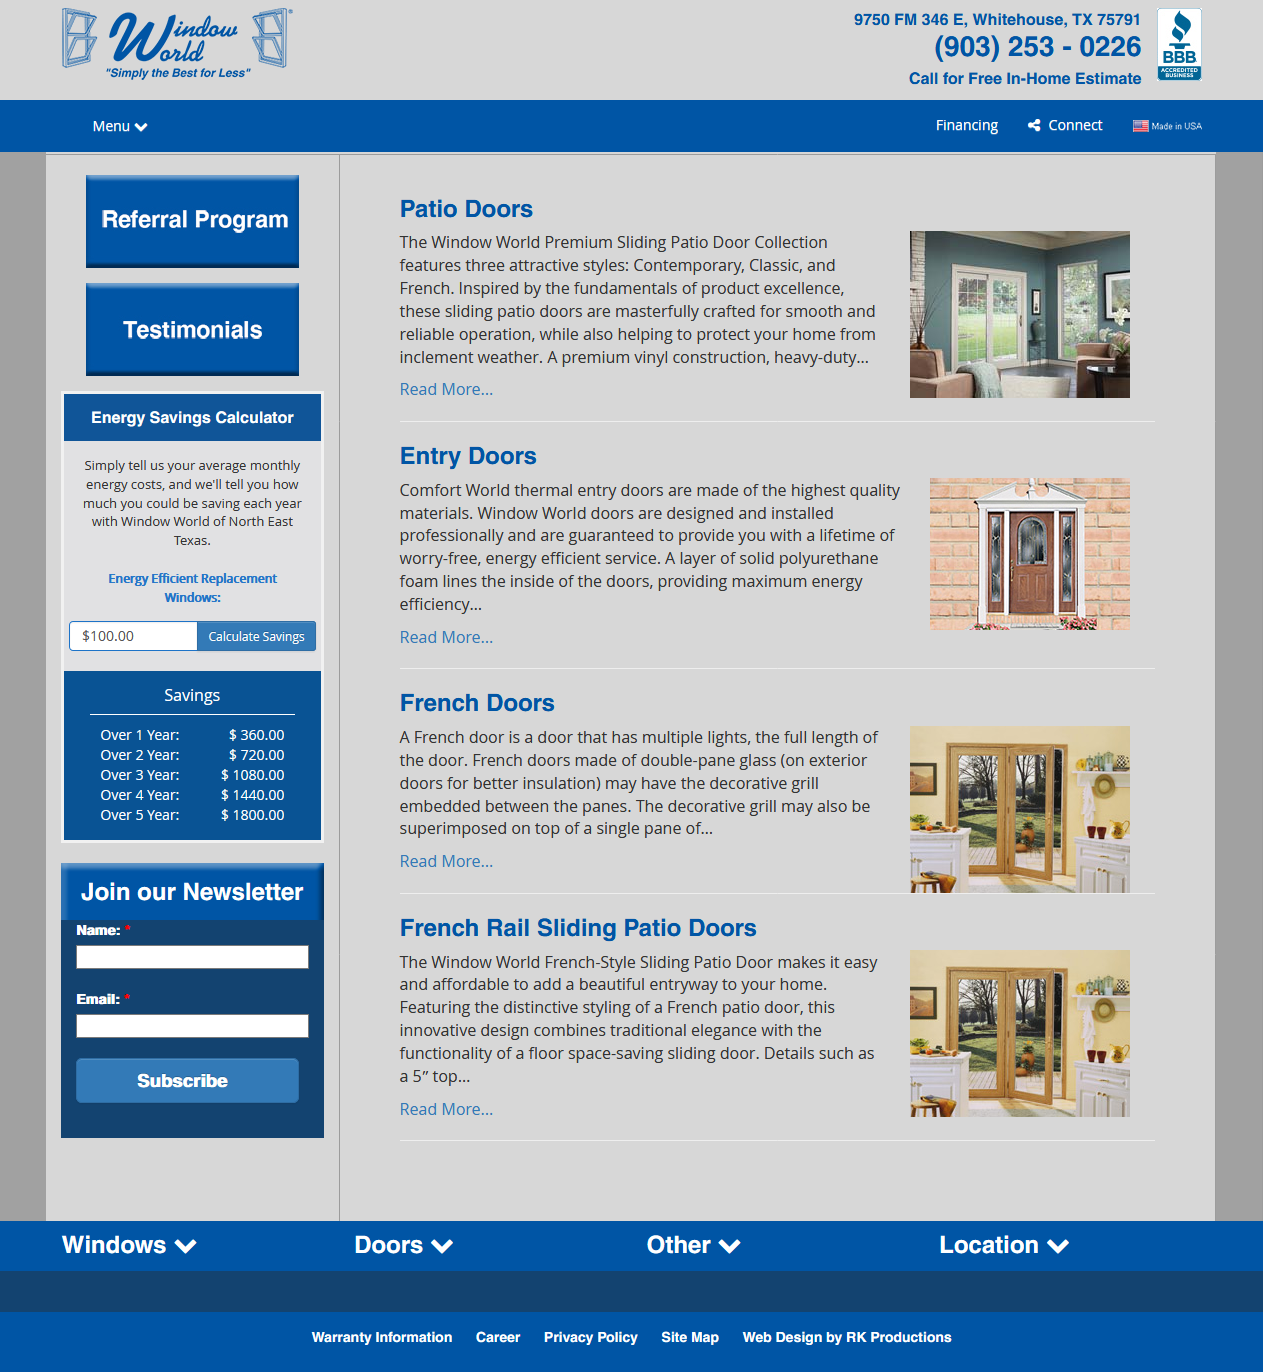 Window
World
"Simply the Best for Less"
9750 FM 346 E, Whitehouse, TX 75791
(903) 253 - 0226
Call for Free In-Home Estimate
BBB
ACCREDITED
BUSINESS
Menu
Financing
Connect
Made in USA
Referral Program
Testimonials
Energy Savings Calculator
Simply tell us your average monthly
energy costs, and we'll tell you how
much you could be saving each year
with Window World of North East
Texas.
Energy Efficient Replacement
Windows:
$100.00
Calculate Savings
Savings
Over 1 Year: $ 360.00
Over 2 Year: $ 720.00
Over 3 Year: $ 1080.00
Over 4 Year: $ 1440.00
Over 5 Year: $ 1800.00
Join our Newsletter
Name: *
Email: *
Subscribe
Patio Doors
The Window World Premium Sliding Patio Door Collection
features three attractive styles: Contemporary, Classic, and
French. Inspired by the fundamentals of product excellence,
these sliding patio doors are masterfully crafted for smooth and
reliable operation, while also helping to protect your home from
inclement weather. A premium vinyl construction, heavy-duty...
Read More...
Entry Doors
Comfort World thermal entry doors are made of the highest quality
materials. Window World doors are designed and installed
professionally and are guaranteed to provide you with a lifetime of
worry-free, energy efficient service. A layer of solid polyurethane
foam lines the inside of the doors, providing maximum energy
efficiency...
Read More...
French Doors
A French door is a door that has multiple lights, the full length of
the door. French doors made of double-pane glass (on exterior
doors for better insulation) may have the decorative grill
embedded between the panes. The decorative grill may also be
superimposed on top of a single pane of...
Read More...
French Rail Sliding Patio Doors
The Window World French-Style Sliding Patio Door makes it easy
and affordable to add a beautiful entryway to your home.
Featuring the distinctive styling of a French patio door, this
innovative design combines traditional elegance with the
functionality of a floor space-saving sliding door. Details such as
a 5” top...
Read More...
Windows
Doors
Other
Location
Warranty Information
Career
Privacy Policy
Site Map
Web Design by RK Productions